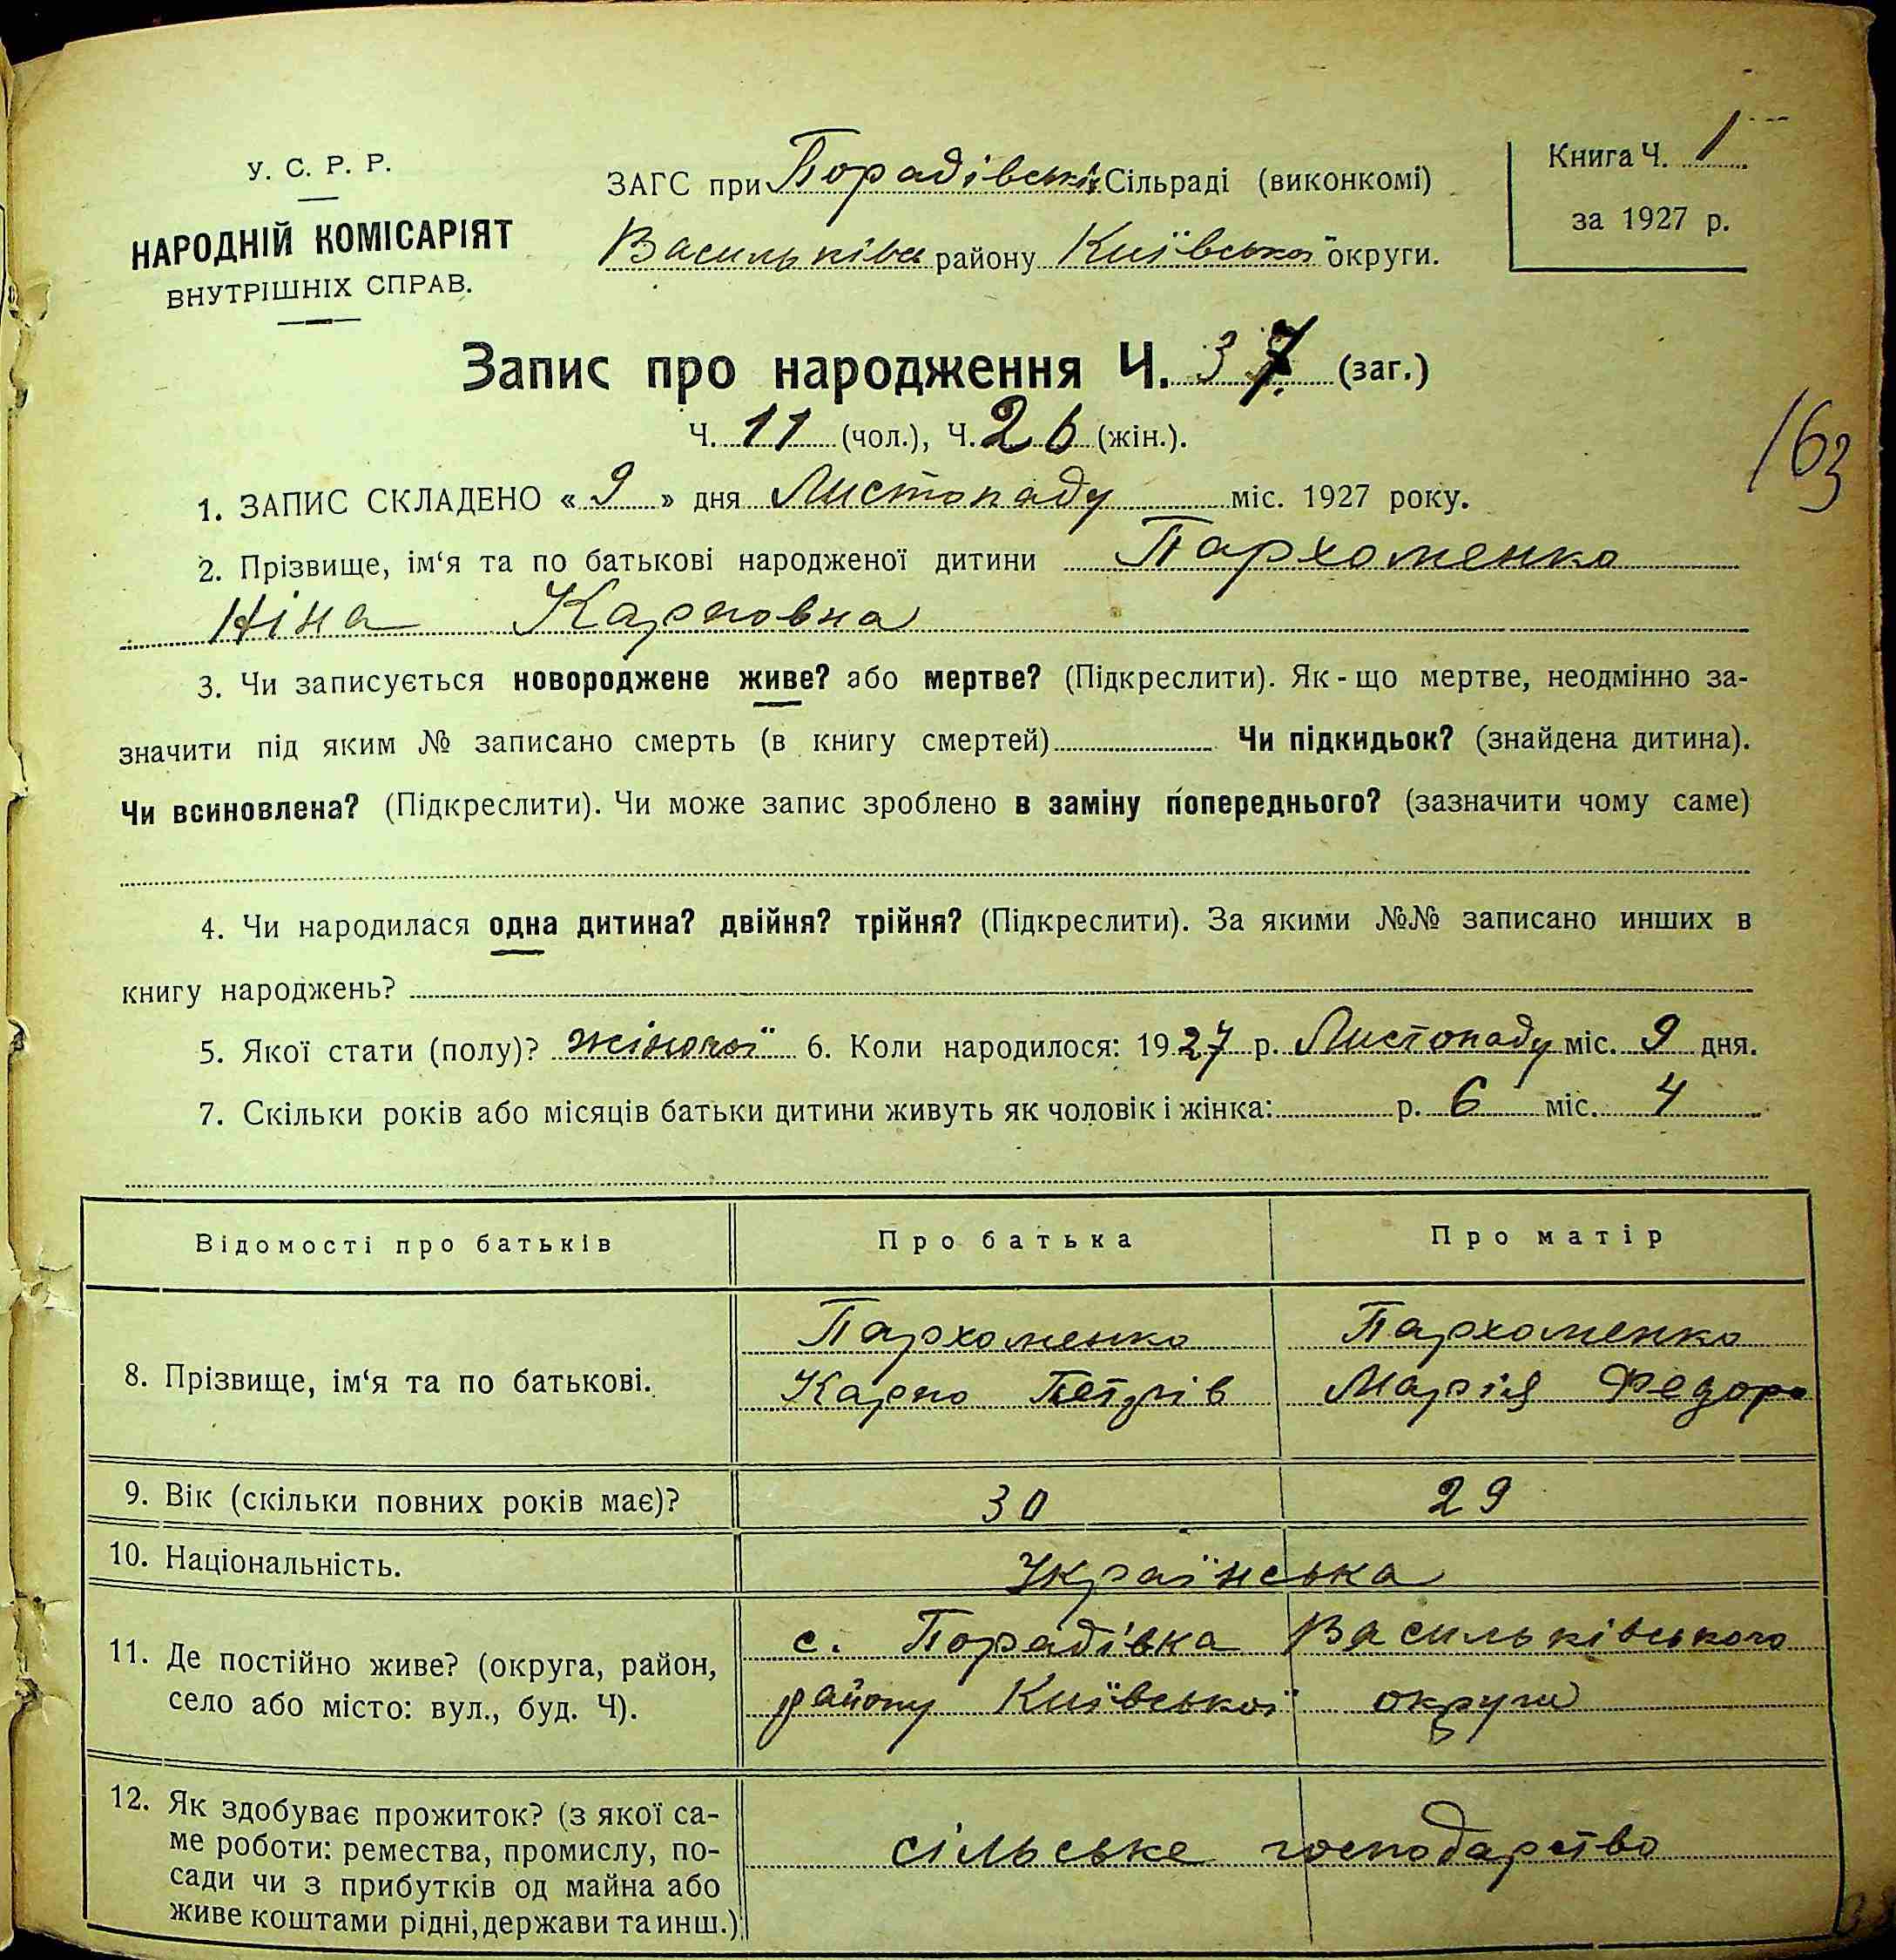 У. С. Р. Р.
НАРОДНІЙ КОМІСАРІЯТ
ВНУТРІШНІХ СПРАВ.
ЗАГС при Порадівській Сільраді (виконкомі)
Васильків району Київської округи.
Книга Ч. 1
за 1927 р.
Запис про народження Ч. 37 (заг.)
Ч. 11 (чол.), Ч. 26 (жін.).
163
1. ЗАПИС СКЛАДЕНО « 9 » дня Листопаду міс. 1927 року.
2. Прізвище, ім‘я та по батькові народженої дитини Пархоменко
Ніна Карповна
3. Чи записується новороджене живе? або мертве? (Підкреслити). Як-що мертве, неодмінно за-
значити під яким № записано смерть (в книгу смертей) Чи підкидьок? (знайдена дитина).
Чи всиновлена? (Підкреслити). Чи може запис зроблено в заміну попереднього? (зазначити чому саме)
4. Чи народилася одна дитина? двійня? трійня? (Підкреслити). За якими №№ записано инших в
книгу народжень?
5. Якої стати (полу)? жіночої 6. Коли народилося: 1927 р. Листопаду міс. 9 дня.
7. Скільки років або місяців батьки дитини живуть як чоловік і жінка: р. 6 міс. 4
Відомості про батьків Про батька Про матір
8. Прізвище, ім‘я та по батькові.
Пархоменко
Карпо Петрів
Пархоменко
Марія Федоро
9. Вік (скільки повних років має)? 30 29
10. Національність. Українська
11. Де постійно живе? (округа, район,
село або місто: вул., буд. Ч).
с. Порадівка Васильківського
району Київської округи
12. Як здобуває прожиток? (з якої са-
ме роботи: ремества, промислу, по-
сади чи з прибутків од майна або
живе коштами рідні, держави та инш.)
сільське господарство